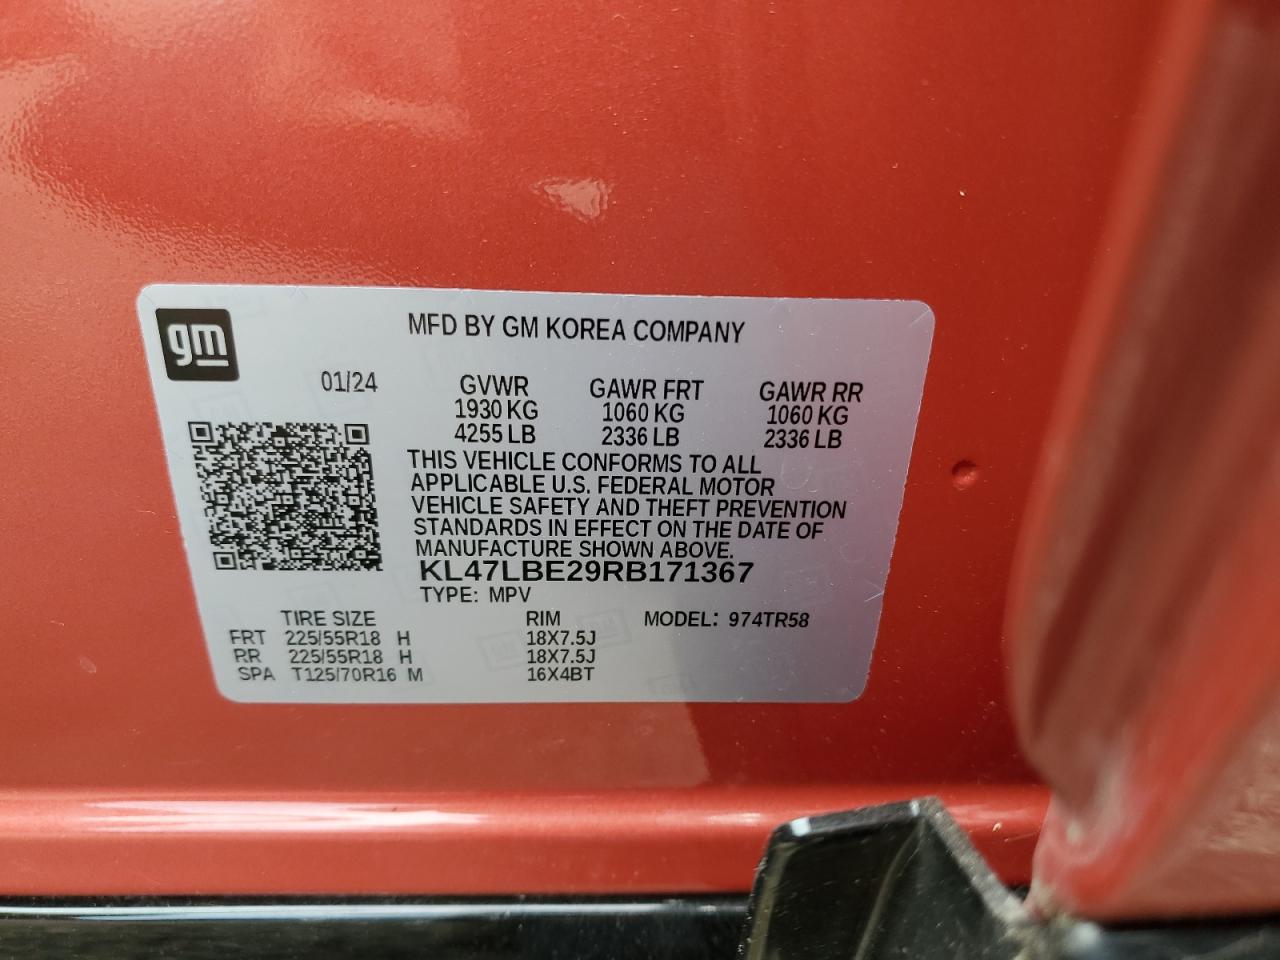 gm
MFD BY GM KOREA COMPANY
01/24 GVWR GAWR FRT GAWR RR
1930 KG 1060 KG 1060 KG
4255 LB 2336 LB 2336 LB
THIS VEHICLE CONFORMS TO ALL
APPLICABLE U.S. FEDERAL MOTOR
VEHICLE SAFETY AND THEFT PREVENTION
STANDARDS IN EFFECT ON THE DATE OF
MANUFACTURE SHOWN ABOVE.
KL47LBE29RB171367
TYPE: MPV
TIRE SIZE RIM MODEL: 974TR58
FRT 225/55R18 H 18X7.5J
RR 225/55R18 H 18X7.5J
SPA T125/70R16 M 16X4BT